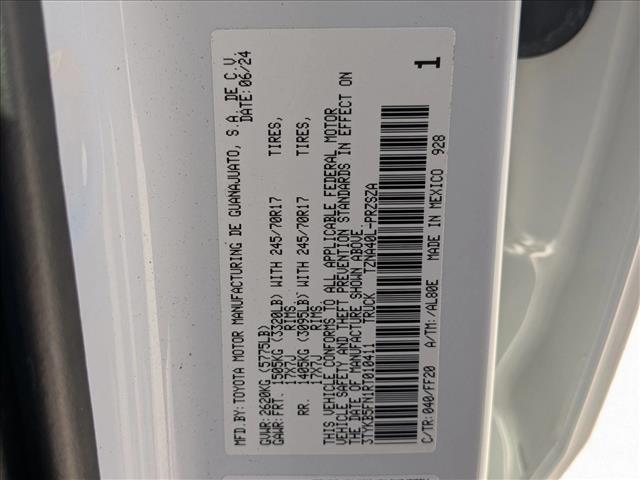 MFD. BY: TOYOTA MOTOR MANUFACTURING DE GUANAJUATO, S.A. DE C.V.
DATE: 06/24
GVWR: 2620KG (5775LB)
GAWR: FRT. 1505KG (3320LB) WITH 245/70R17 TIRES,
17X7J RIMS,
RR. 1405KG (3095LB) WITH 245/70R17 TIRES,
17X7J RIMS.
THIS VEHICLE CONFORMS TO ALL APPLICABLE FEDERAL MOTOR
VEHICLE SAFETY AND THEFT PREVENTION STANDARDS IN EFFECT ON
THE DATE OF MANUFACTURE SHOWN ABOVE.
3TYKB5FN1RT010411 TRUCK TZNA40L-PRZSZA
C/TR: 040/FF20 A/TM: /AL80E MADE IN MEXICO 928
1